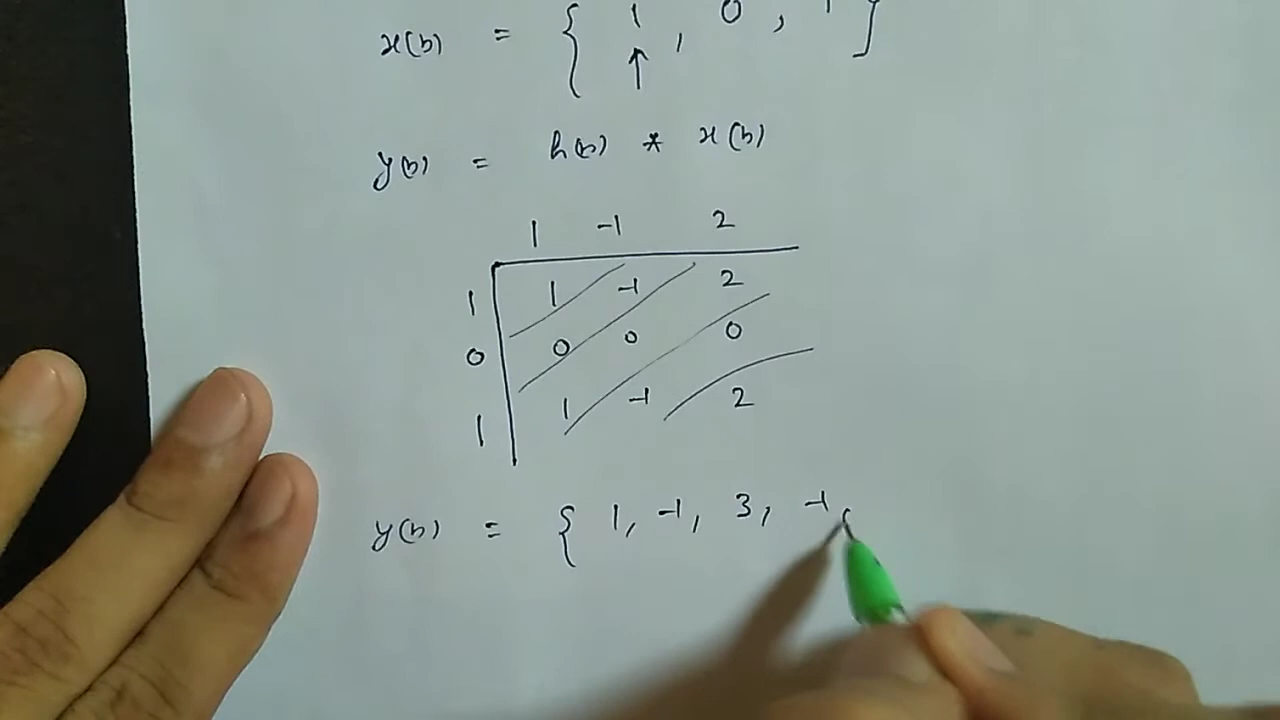 x(n) = { 1, 0, 1 }
↑
y(n) = h(n) * x(n)
1 -1 2
1 1 -1 2
0 0 0 0
1 1 -1 2
y(n) = { 1, -1, 3, -1,